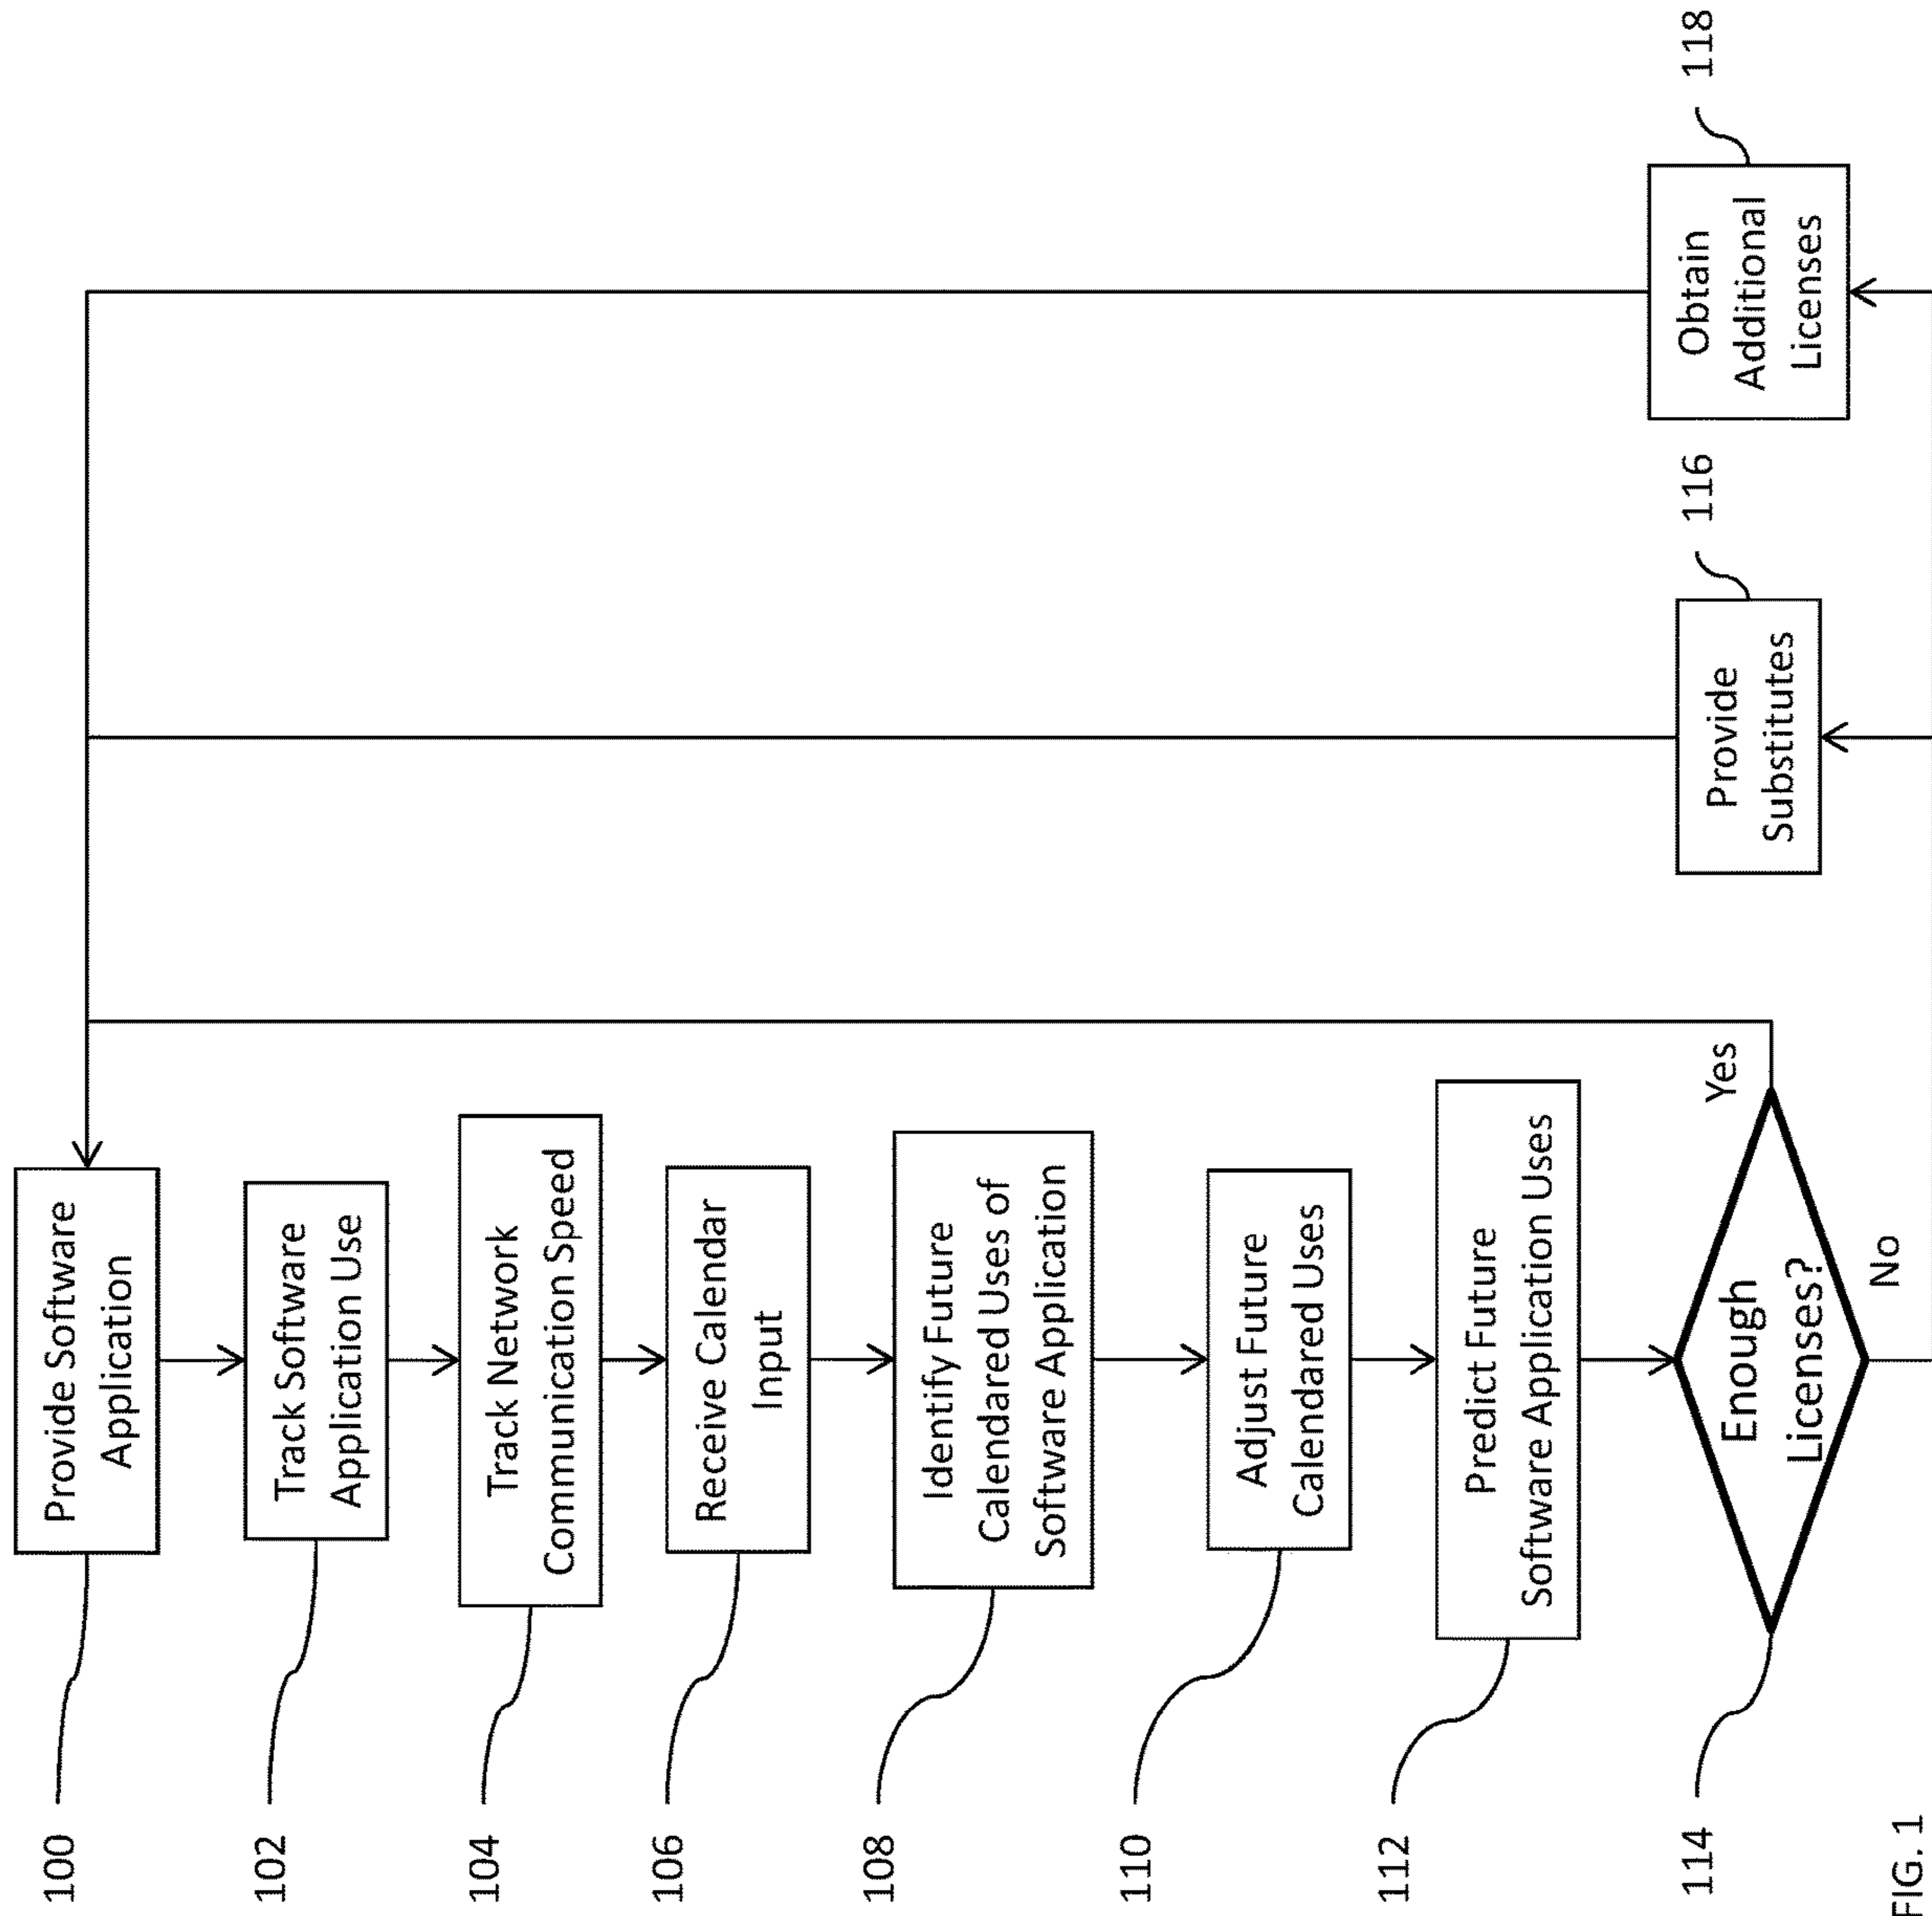 100
Provide Software
Application
102
Track Software
Application Use
104
Track Network
Communication Speed
106
Receive Calendar
Input
108
Identify Future
Calendared Uses of
Software Application
110
Adjust Future
Calendared Uses
112
Predict Future
Software Application Uses
114
Enough
Licenses?
Yes
No
Provide
Substitutes
116
Obtain
Additional
Licenses
118
FIG. 1